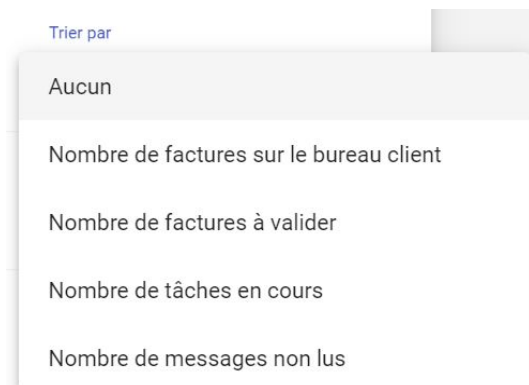 Trier par
Aucun
Nombre de factures sur le bureau client
Nombre de factures à valider
Nombre de tâches en cours
Nombre de messages non lus